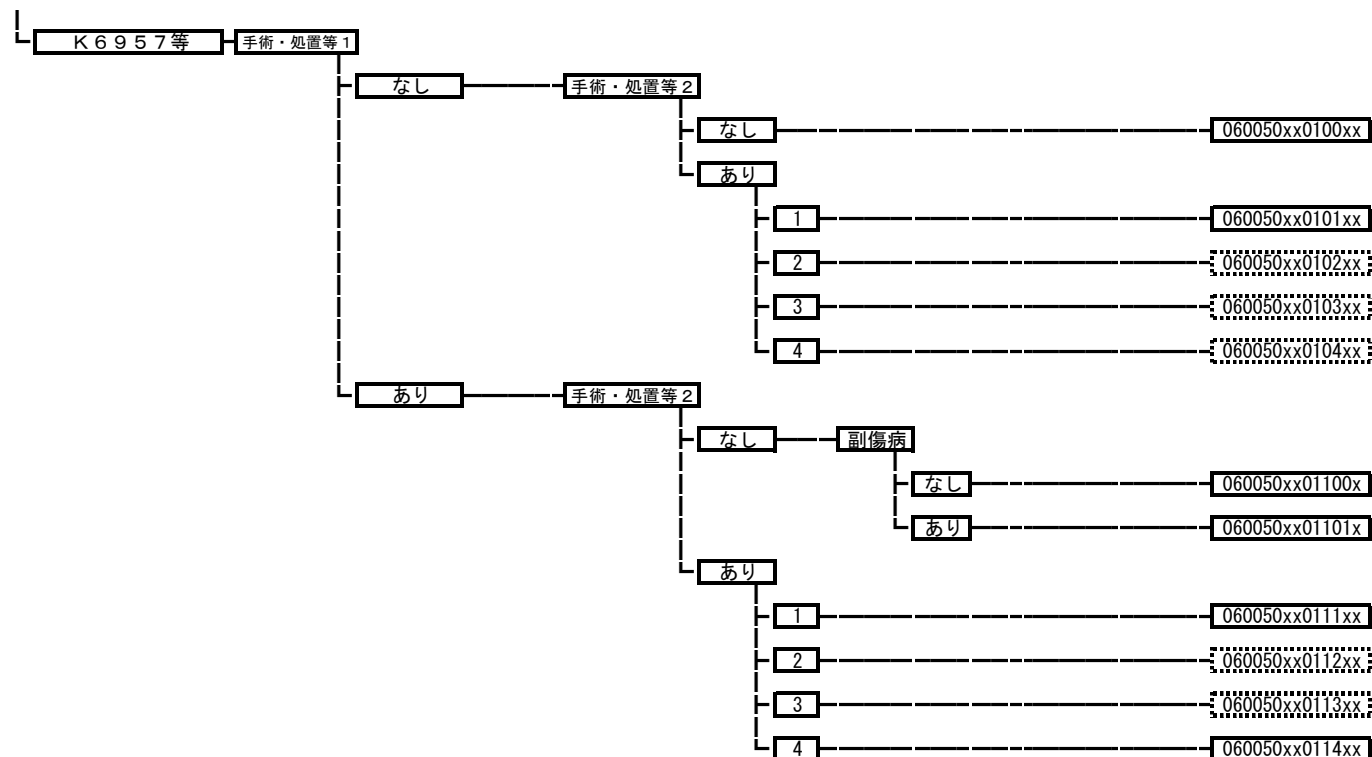 K6957等 手術・処置等1
なし 手術・処置等2
なし 060050xx0100xx
あり
1 060050xx0101xx
2 060050xx0102xx
3 060050xx0103xx
4 060050xx0104xx
あり 手術・処置等2
なし 副傷病
なし 060050xx01100x
あり 060050xx01101x
あり
1 060050xx0111xx
2 060050xx0112xx
3 060050xx0113xx
4 060050xx0114xx